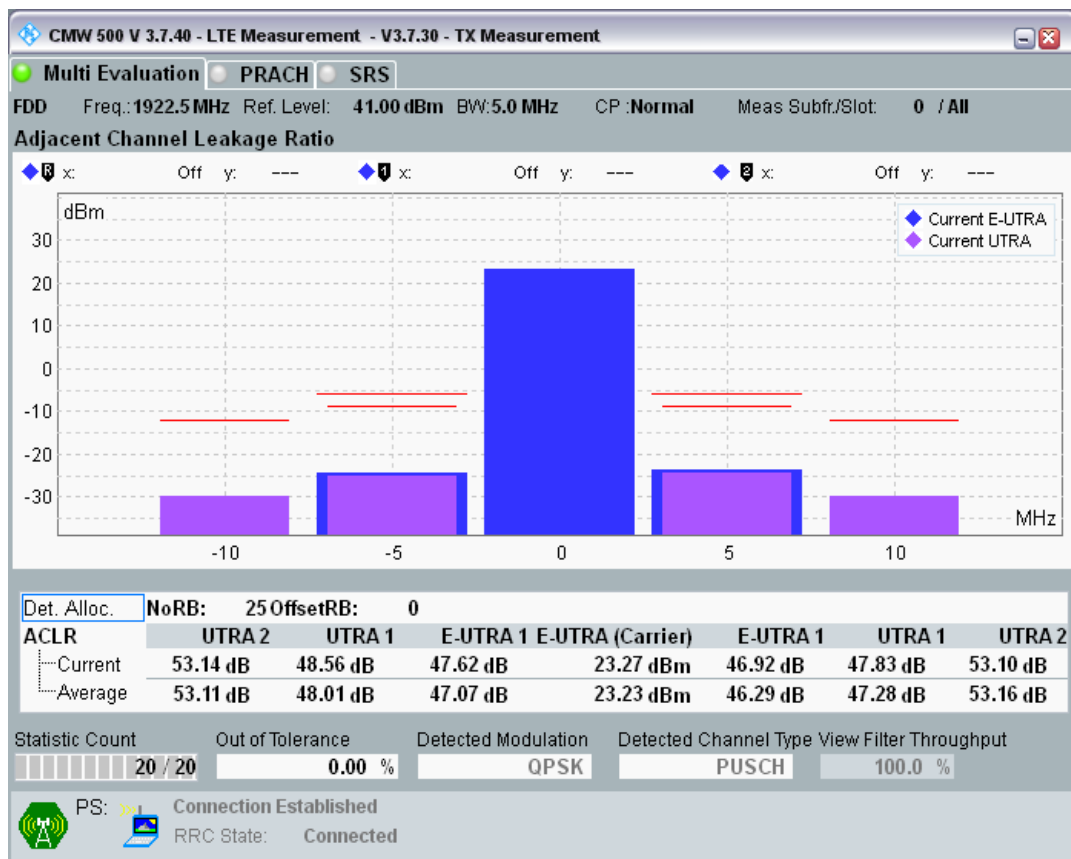 CMW 500 V 3.7.40 - LTE Measurement - V3.7.30 - TX Measurement
Multi Evaluation PRACH SRS
FDD Freq.:1922.5 MHz Ref. Level: 41.00 dBm BW:5.0 MHz CP :Normal Meas Subfr./Slot: 0 / All
Adjacent Channel Leakage Ratio
R x: Off y: --- 1 x: Off y: --- 2 x: Off y: ---
dBm
Current E-UTRA
Current UTRA
30
20
10
0
-10
-20
-30
MHz
-10 -5 0 5 10
Det. Alloc. NoRB: 25 OffsetRB: 0
ACLR UTRA 2 UTRA 1 E-UTRA 1 E-UTRA (Carrier) E-UTRA 1 UTRA 1 UTRA 2
Current 53.14 dB 48.56 dB 47.62 dB 23.27 dBm 46.92 dB 47.83 dB 53.10 dB
Average 53.11 dB 48.01 dB 47.07 dB 23.23 dBm 46.29 dB 47.28 dB 53.16 dB
Statistic Count Out of Tolerance Detected Modulation Detected Channel Type View Filter Throughput
20 / 20 0.00 % QPSK PUSCH 100.0 %
PS: Connection Established
RRC State: Connected